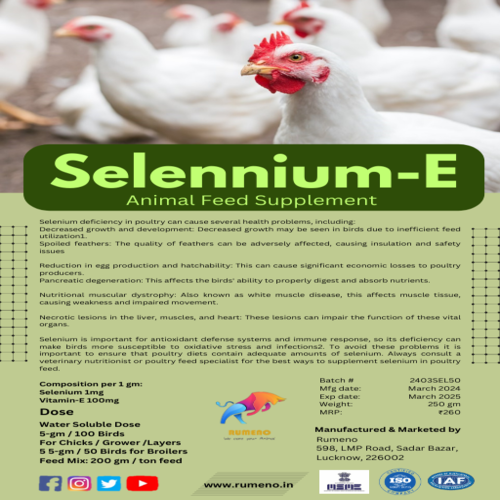 Selennium-E
Animal Feed Supplement
Selenium deficiency in poultry can cause several health problems, including:
Decreased growth and development: Decreased growth may be seen in birds due to inefficient feed
utilization1.
Spoiled feathers: The quality of feathers can be adversely affected, causing insulation and safety
issues
Reduction in egg production and hatchability: This can cause significant economic losses to poultry
producers.
Pancreatic degeneration: This affects the birds' ability to properly digest and absorb nutrients.
Nutritional muscular dystrophy: Also known as white muscle disease, this affects muscle tissue,
causing weakness and impaired movement.
Necrotic lesions in the liver, muscles, and heart: These lesions can impair the function of these vital
organs.
Selenium is important for antioxidant defense systems and immune response, so its deficiency can
make birds more susceptible to oxidative stress and infections2. To avoid these problems it is
important to ensure that poultry diets contain adequate amounts of selenium. Always consult a
veterinary nutritionist or poultry feed specialist for the best ways to supplement selenium in poultry
feed.
Composition per 1 gm:
Selenium 1mg
Vitamin-E 100mg
Dose
Water Soluble Dose
5-gm / 100 Birds
For Chicks / Grower /Layers
5 5-gm / 50 Birds for Broilers
Feed Mix: 200 gm / ton feed
RUMENO
Batch # 2403SEL50
Mfg date: March 2024
Exp date: March 2025
Weight: 250 gm
MRP: ₹260
Manufactured & Marketed by
Rumeno
598, LMP Road, Sadar Bazar,
Lucknow, 226002
www.rumeno.in
MSME
ISO
IAF